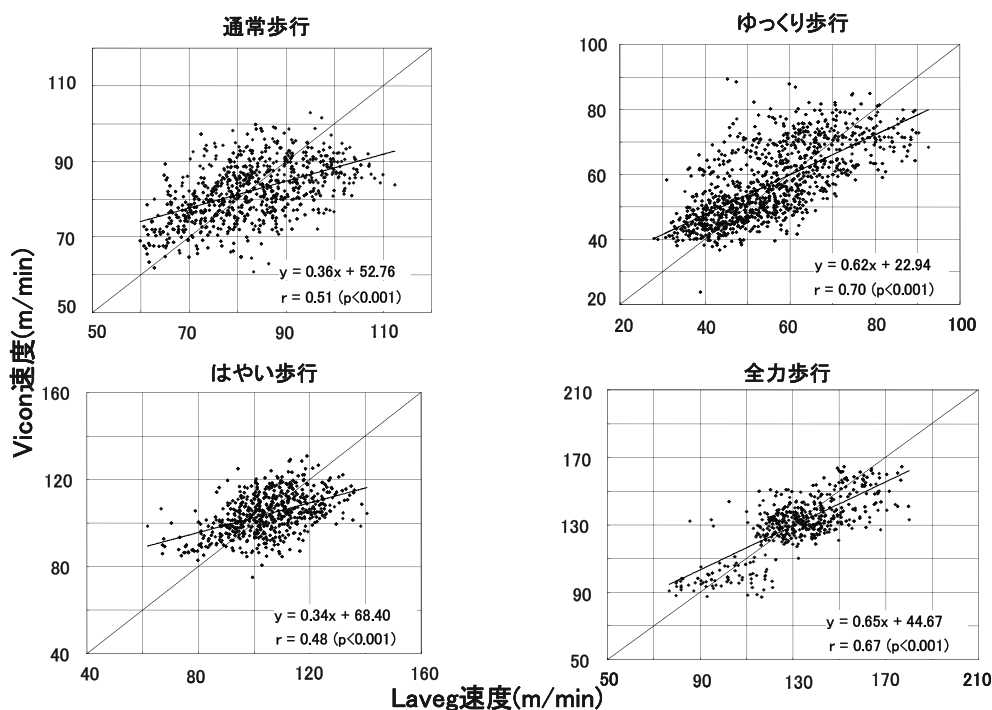 通常歩行
110
90
70
50
50
70
90
110
y = 0.36x + 52.76
r = 0.51 (p<0.001)
ゆっくり歩行
100
80
60
40
20
20
40
60
80
100
y = 0.62x + 22.94
r = 0.70 (p<0.001)
はやい歩行
160
120
80
40
40
80
120
160
y = 0.34x + 68.40
r = 0.48 (p<0.001)
全力歩行
210
170
130
90
50
50
90
130
170
210
y = 0.65x + 44.67
r = 0.67 (p<0.001)
Vicon速度(m/min)
Laveg速度(m/min)